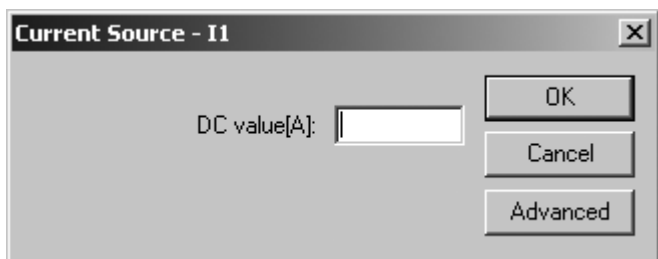 Current Source - I1
DC value[A]:
OK
Cancel
Advanced